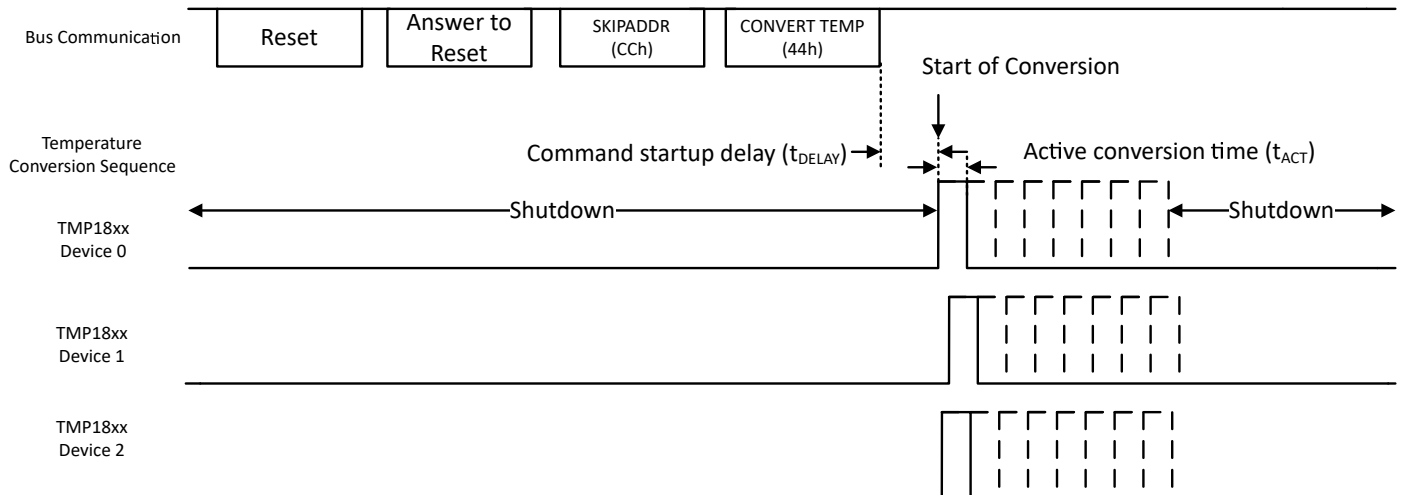 Bus Communication
Reset
Answer to
Reset
SKIPADDR
(CCh)
CONVERT TEMP
(44h)
Start of Conversion
Temperature
Conversion Sequence
Command startup delay (tDELAY)
Active conversion time (tACT)
Shutdown
Shutdown
TMP18xx
Device 0
TMP18xx
Device 1
TMP18xx
Device 2